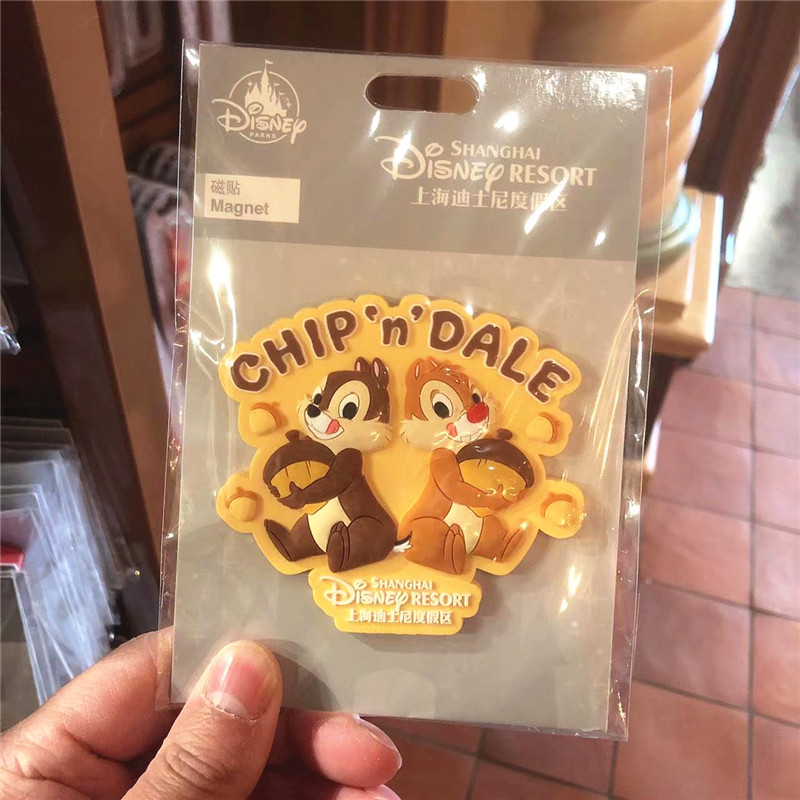 Disney
PARKS
磁贴
Magnet
SHANGHAI
Disney RESORT
上海迪士尼度假区
CHIP 'n' DALE
SHANGHAI
Disney RESORT
上海迪士尼度假区